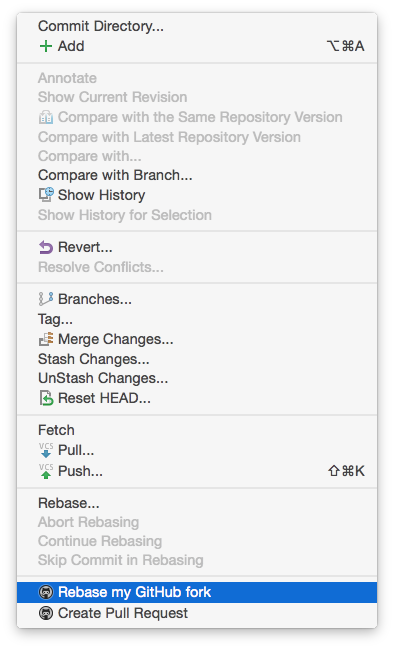 Commit Directory...
Add ⌥⌘A
Annotate
Show Current Revision
Compare with the Same Repository Version
Compare with Latest Repository Version
Compare with...
Compare with Branch...
Show History
Show History for Selection
Revert...
Resolve Conflicts...
Branches...
Tag...
Merge Changes...
Stash Changes...
UnStash Changes...
Reset HEAD...
Fetch
VCS Pull...
VCS Push... ⇧⌘K
Rebase...
Abort Rebasing
Continue Rebasing
Skip Commit in Rebasing
Rebase my GitHub fork
Create Pull Request